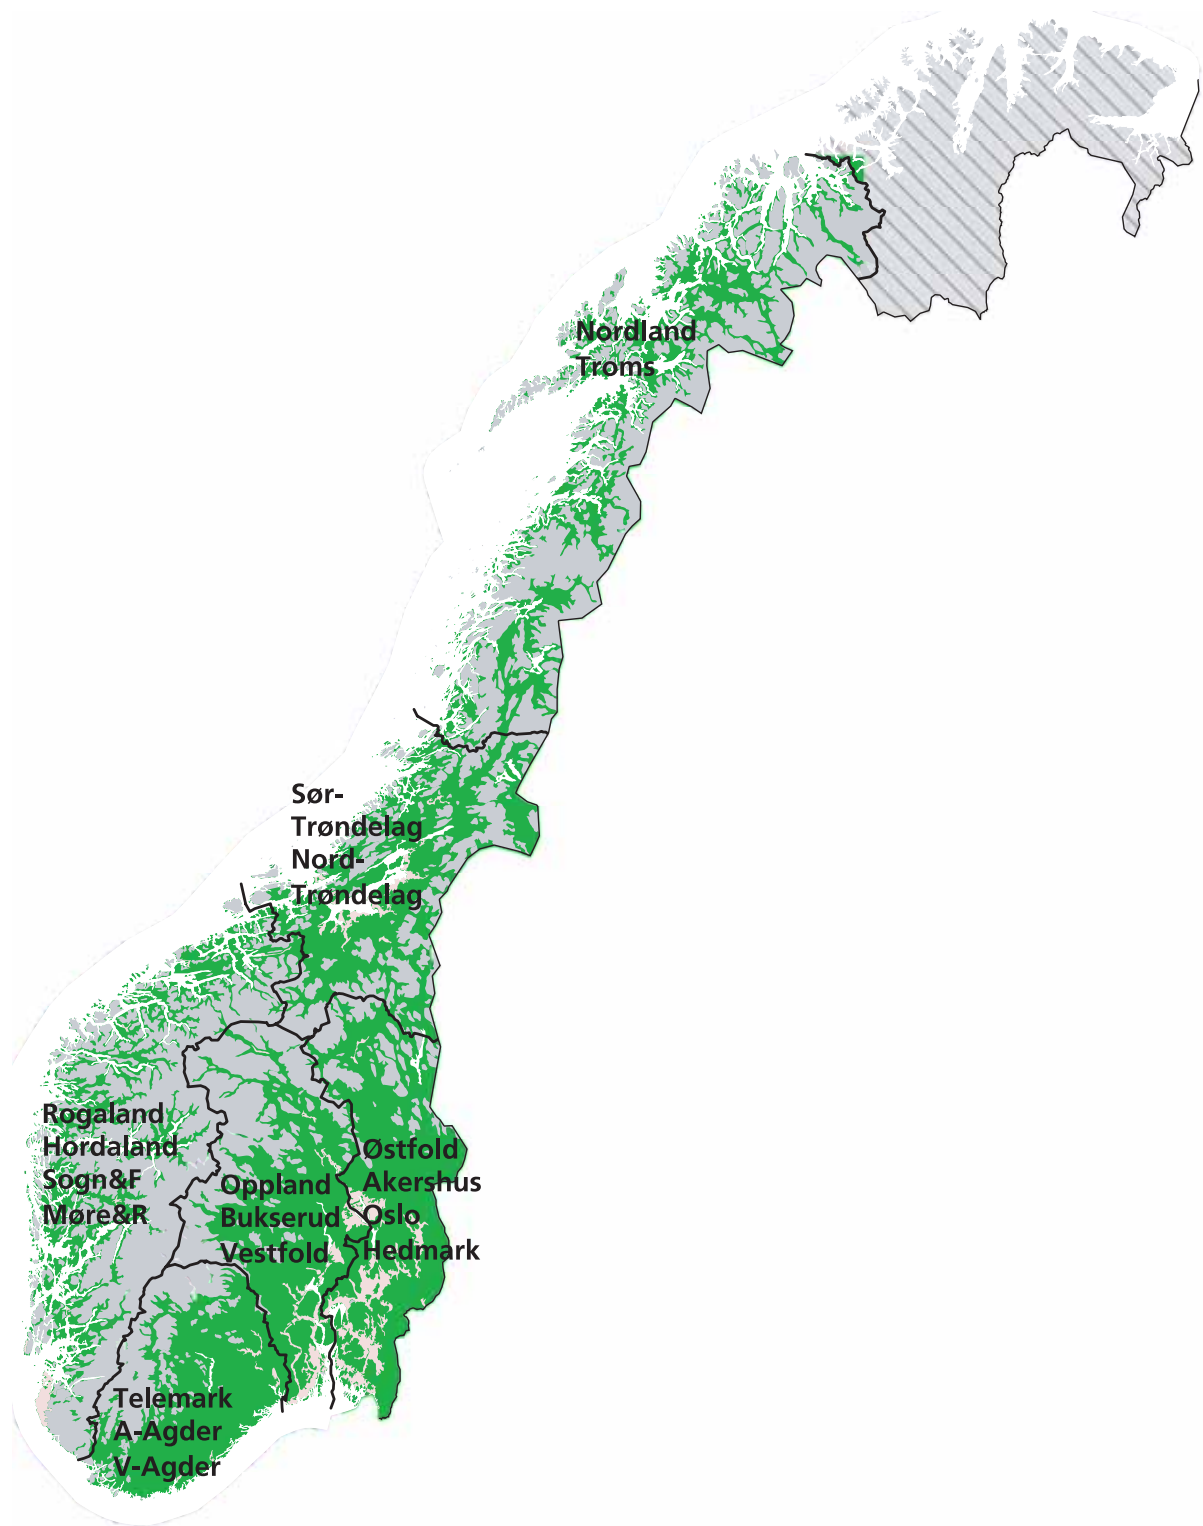 Nordland
Troms
Sør-
Trøndelag
Nord-
Trøndelag
Rogaland
Hordaland
Sogn&F
Møre&R
Oppland
Bukserud
Vestfold
Østfold
Akershus
Oslo
Hedmark
Telemark
A-Agder
V-Agder